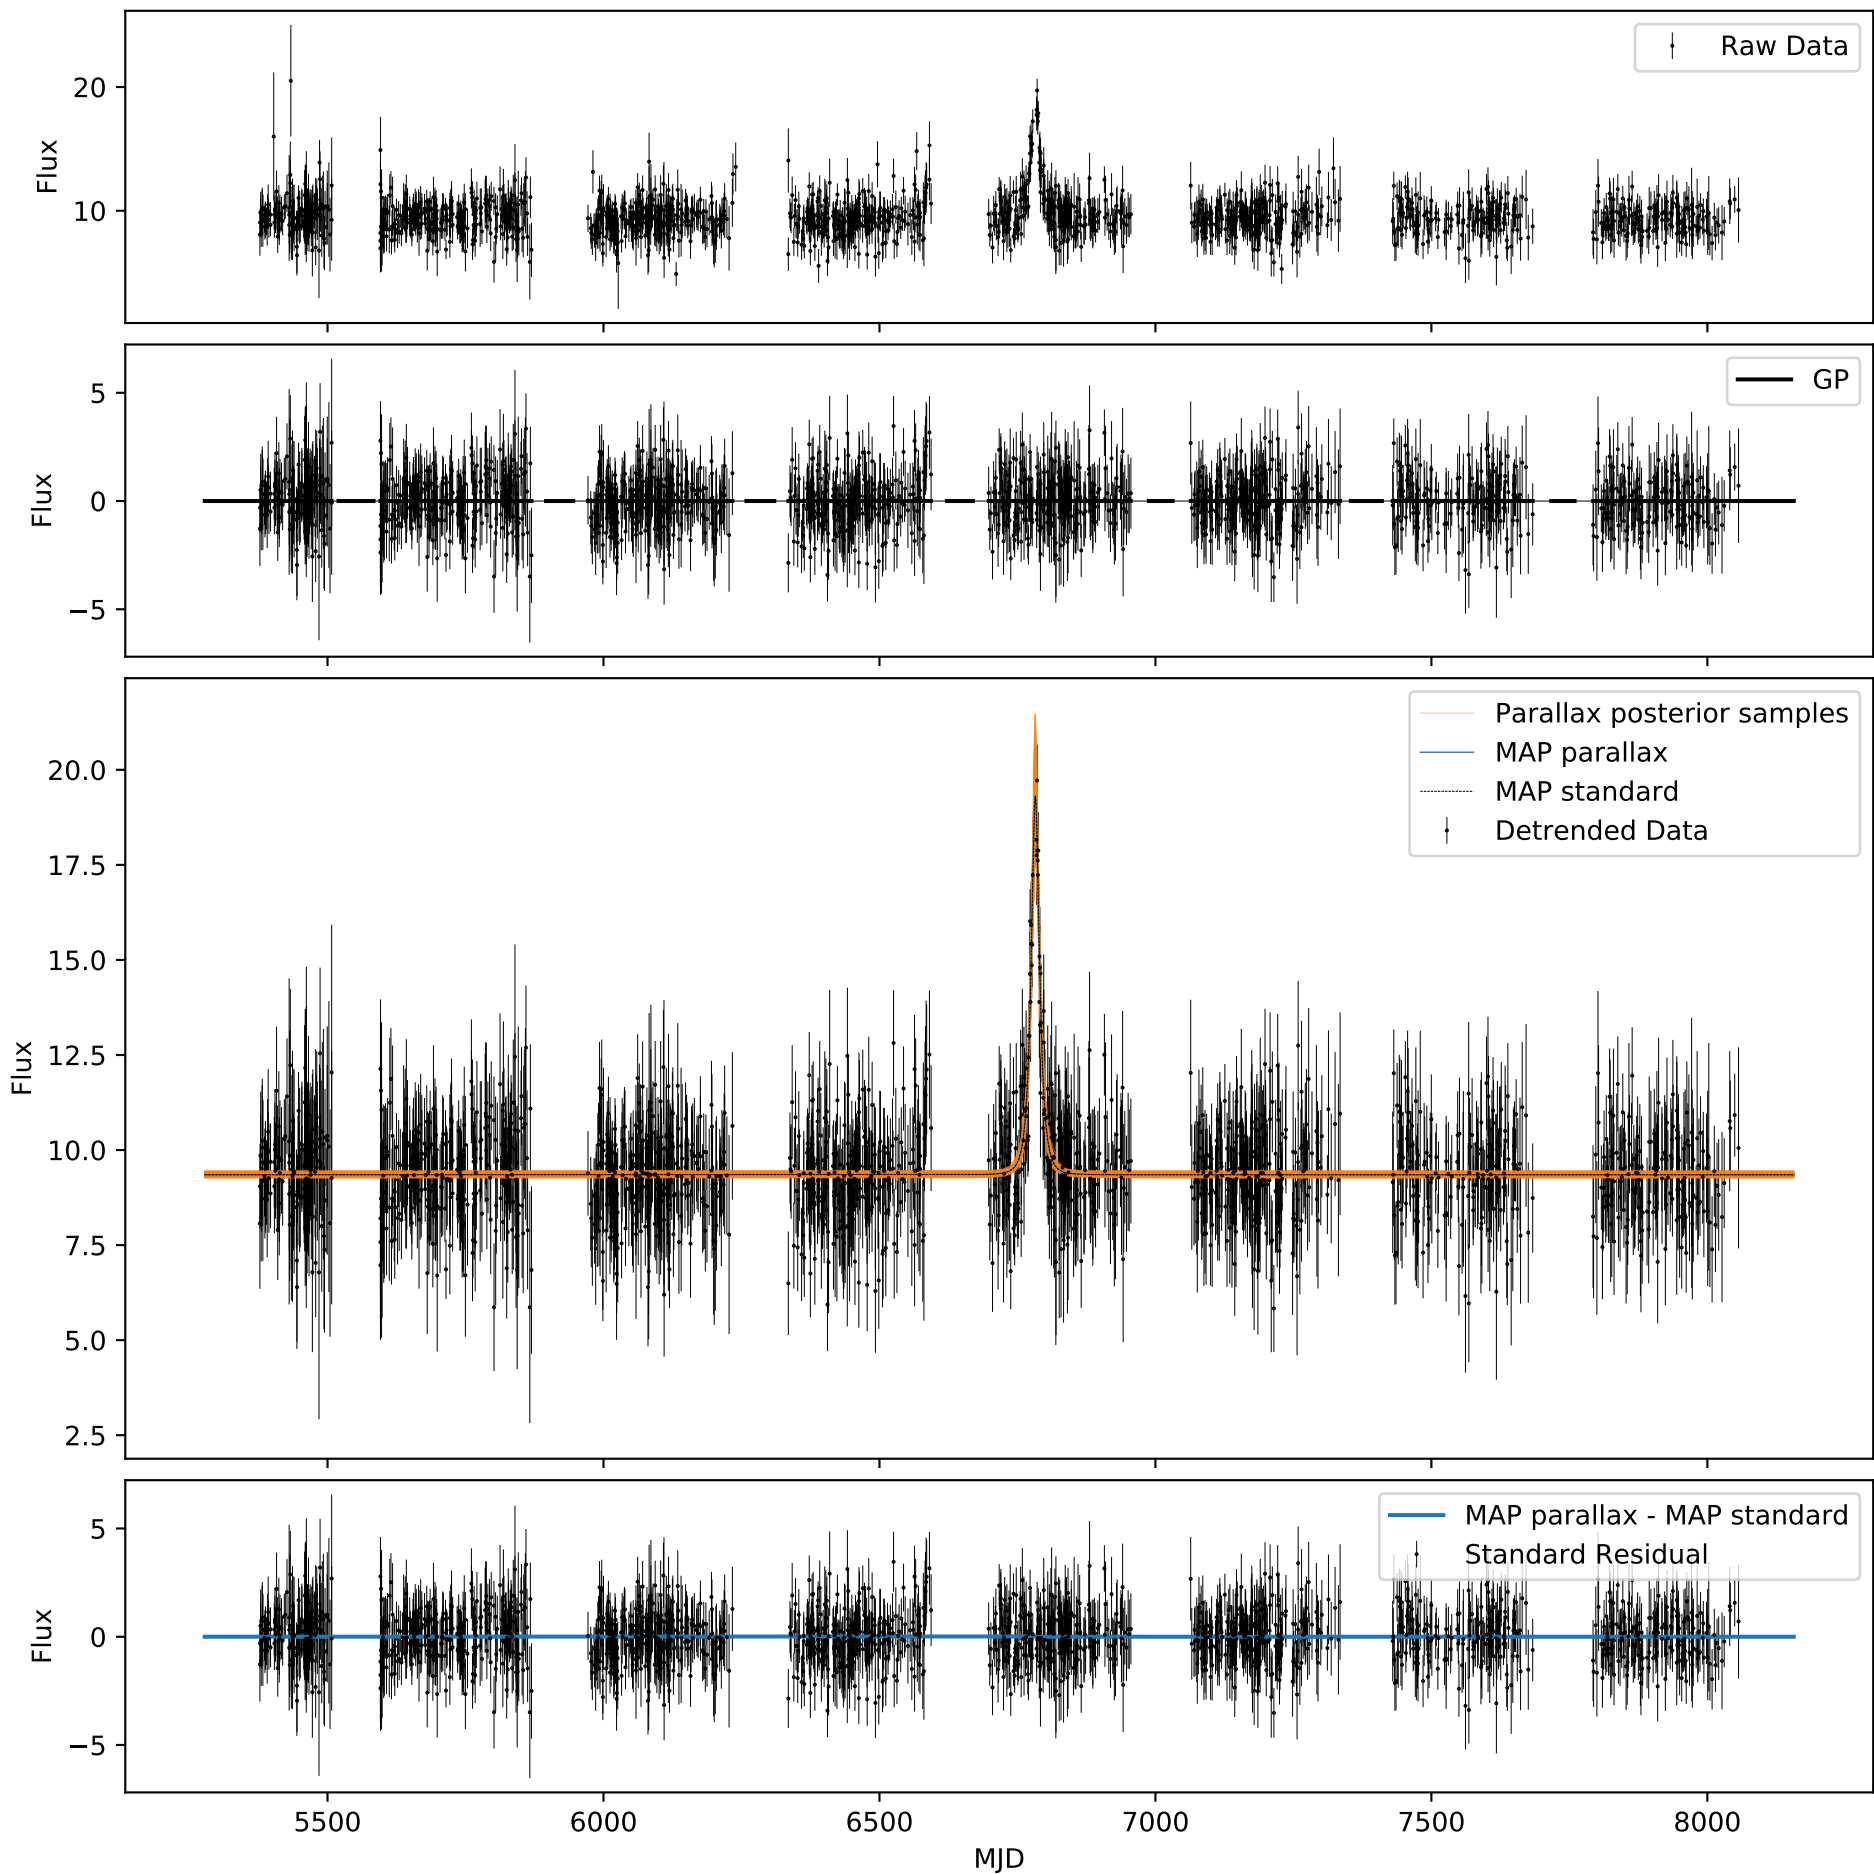 Raw Data
20
10
Flux
GP
5
0
−5
Flux
Parallax posterior samples
MAP parallax
MAP standard
Detrended Data
20.0
17.5
15.0
12.5
10.0
7.5
5.0
2.5
Flux
MAP parallax - MAP standard
Standard Residual
5
0
−5
Flux
5500 6000 6500 7000 7500 8000
MJD